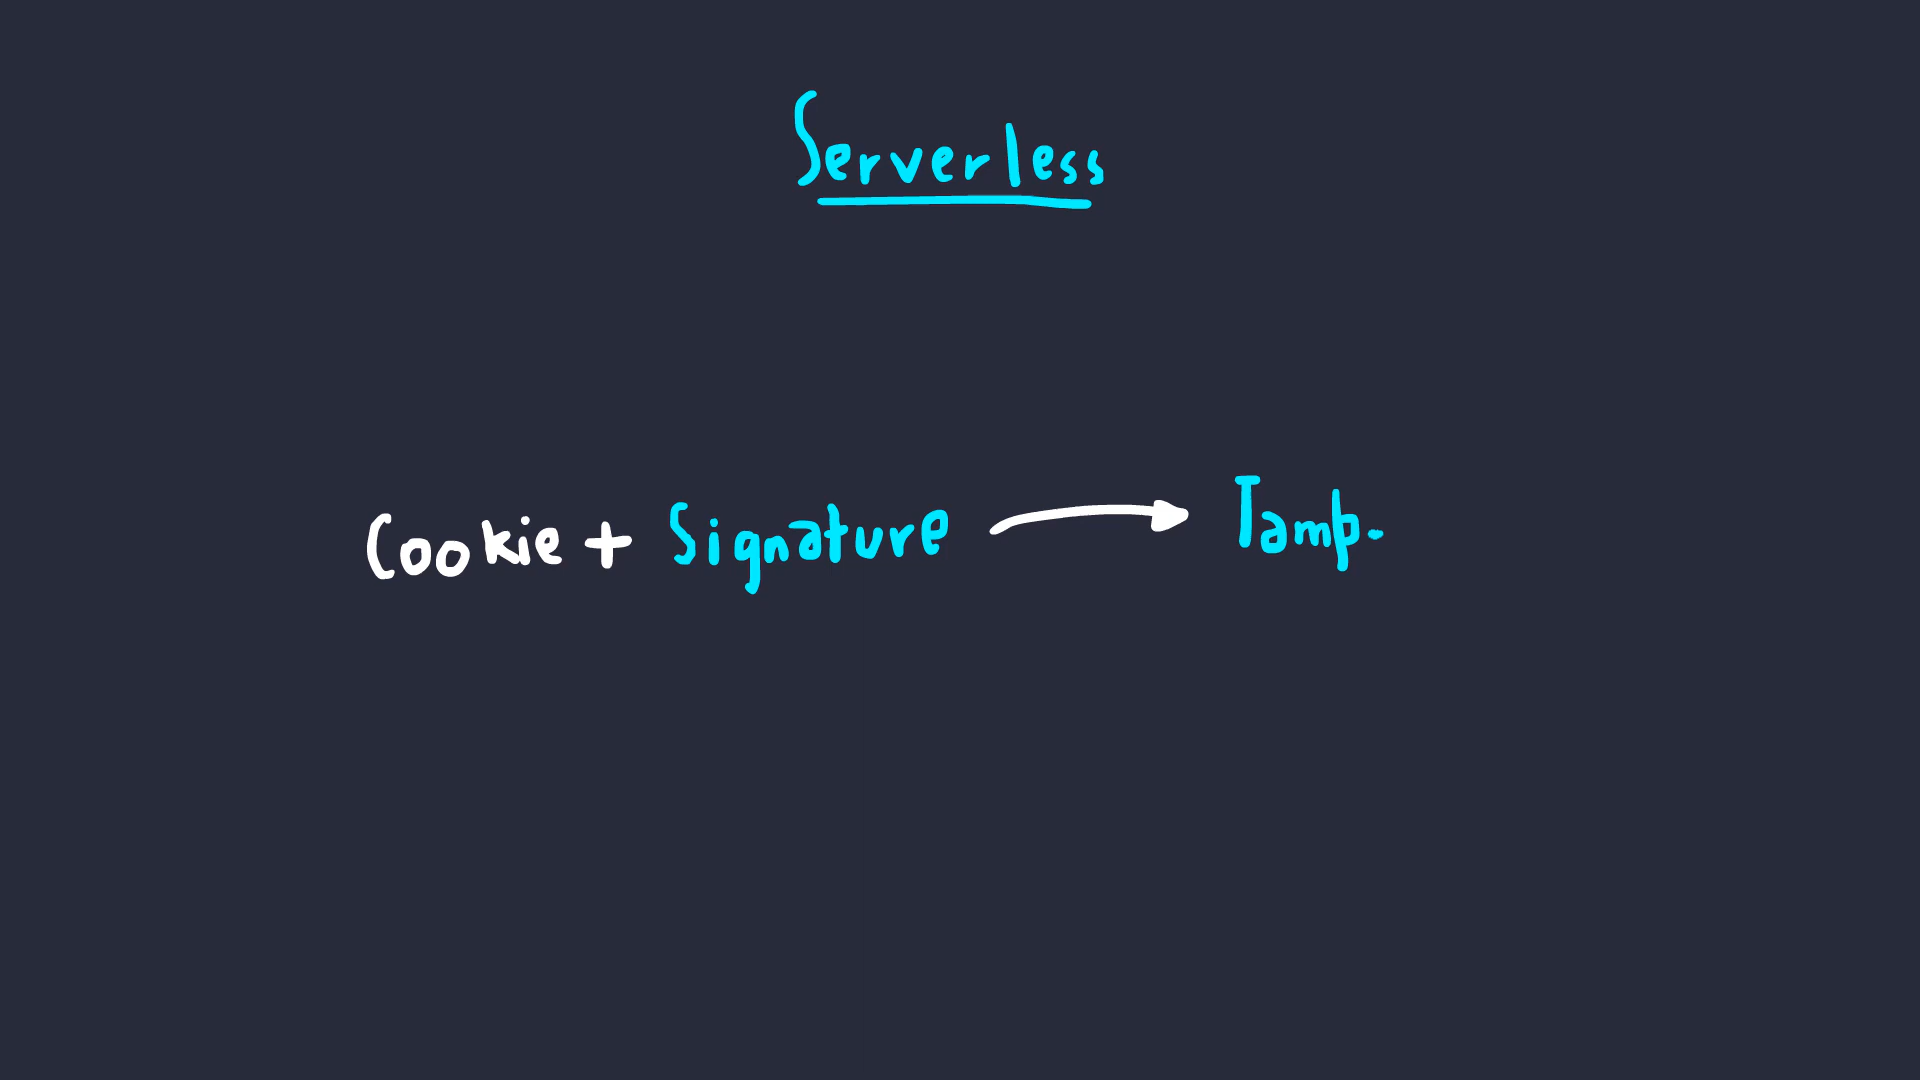 Serverless
Cookie + Signature → Tamp.